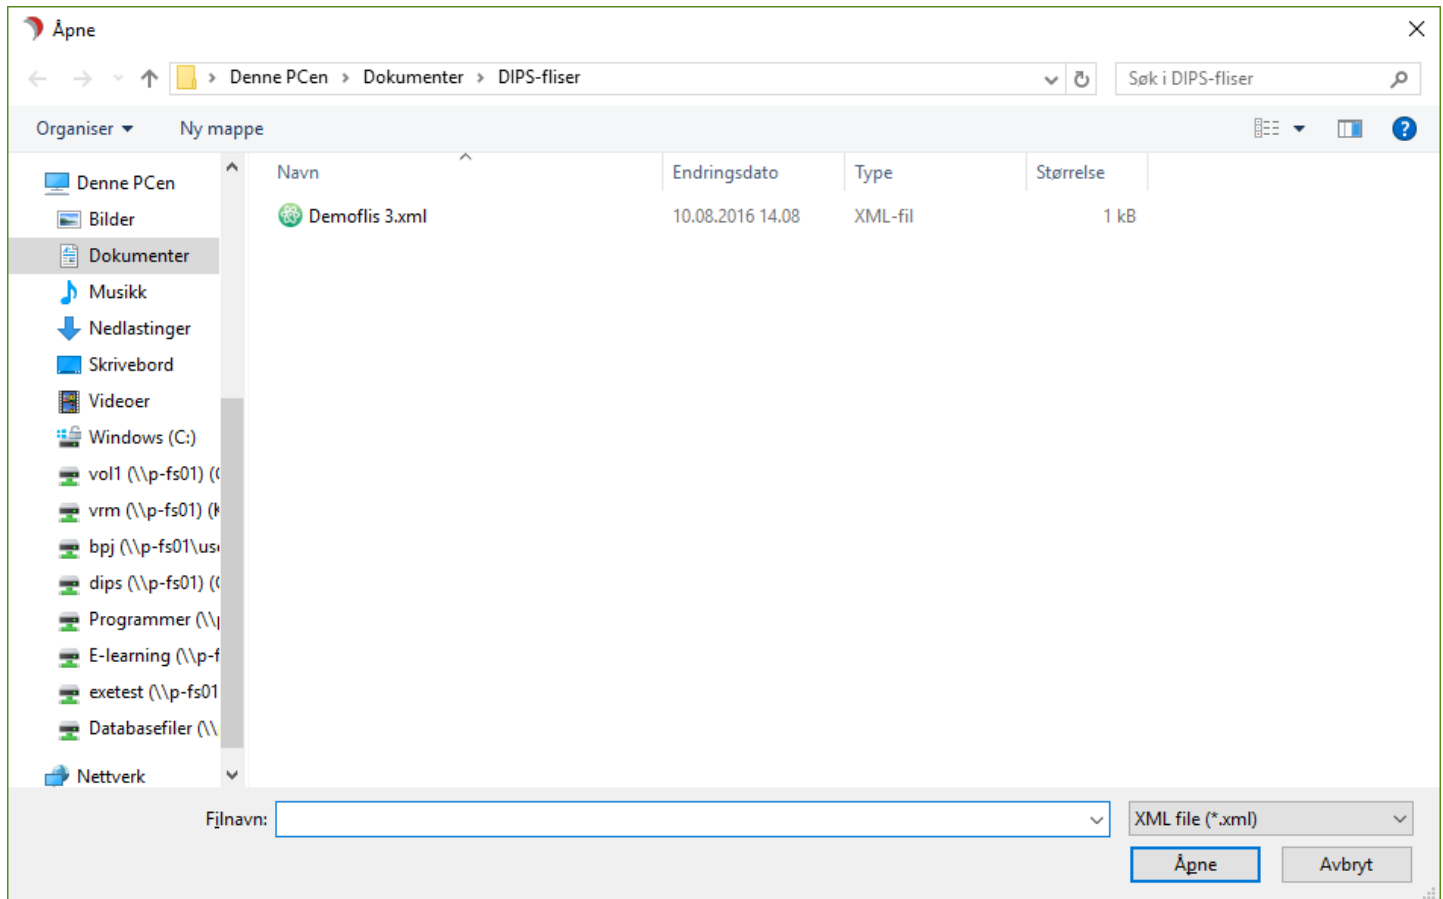 Åpne
Denne PCen > Dokumenter > DIPS-fliser
Søk i DIPS-fliser
Organiser
Ny mappe
Navn
Endringsdato
Type
Størrelse
Demoflis 3.xml
10.08.2016 14.08
XML-fil
1 kB
Denne PCen
Bilder
Dokumenter
Musikk
Nedlastinger
Skrivebord
Videoer
Windows (C:)
vol1 (\\p-fs01) (
vrm (\\p-fs01) (
bpj (\\p-fs01\us
dips (\\p-fs01) (
Programmer (\\
E-learning (\\p-f
exetest (\\p-fs01
Databasefiler (\\
Nettverk
Filnavn:
XML file (*.xml)
Åpne
Avbryt